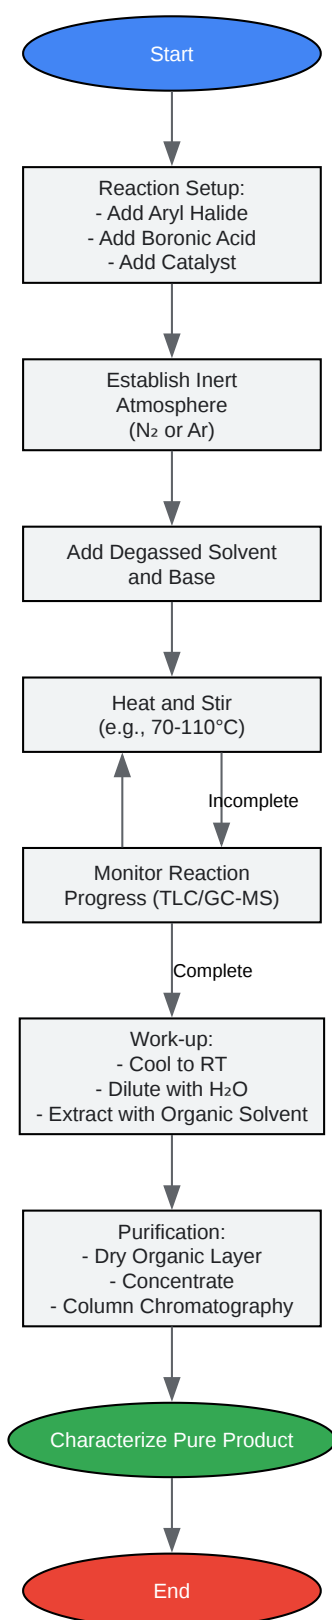 Start
Reaction Setup:
- Add Aryl Halide
- Add Boronic Acid
- Add Catalyst
Establish Inert
Atmosphere
(N₂ or Ar)
Add Degassed Solvent
and Base
Heat and Stir
(e.g., 70-110°C)
Incomplete
Monitor Reaction
Progress (TLC/GC-MS)
Complete
Work-up:
- Cool to RT
- Dilute with H₂O
- Extract with Organic Solvent
Purification:
- Dry Organic Layer
- Concentrate
- Column Chromatography
Characterize Pure Product
End